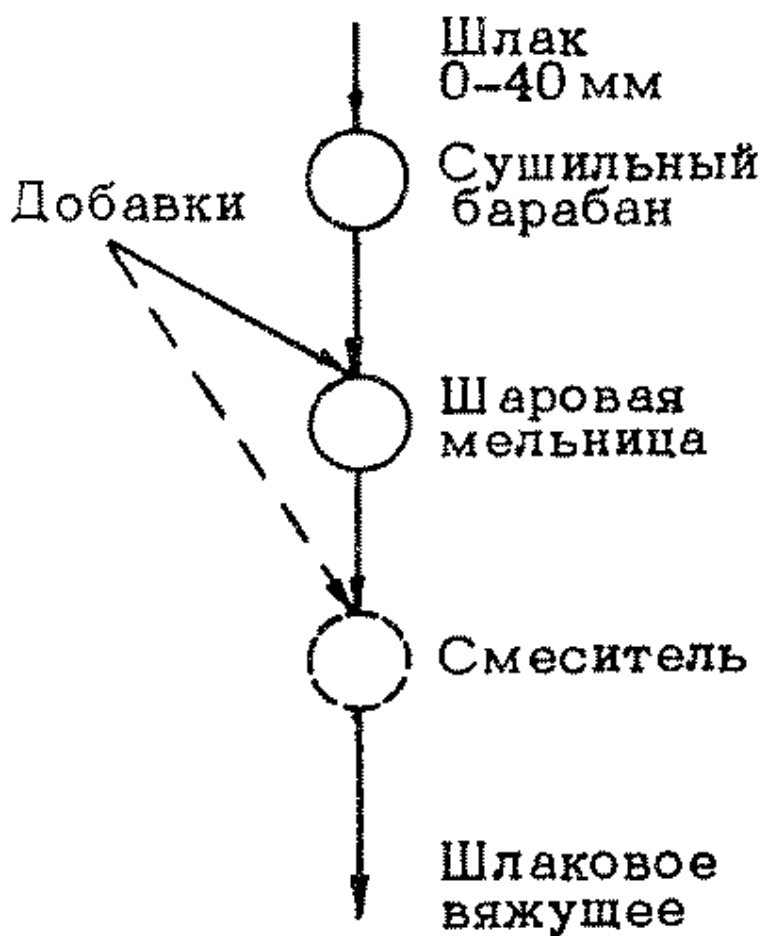 Шлак
0–40 мм
Сушильный
барабан
Добавки
Шаровая
мельница
Смеситель
Шлаковое
вяжущее